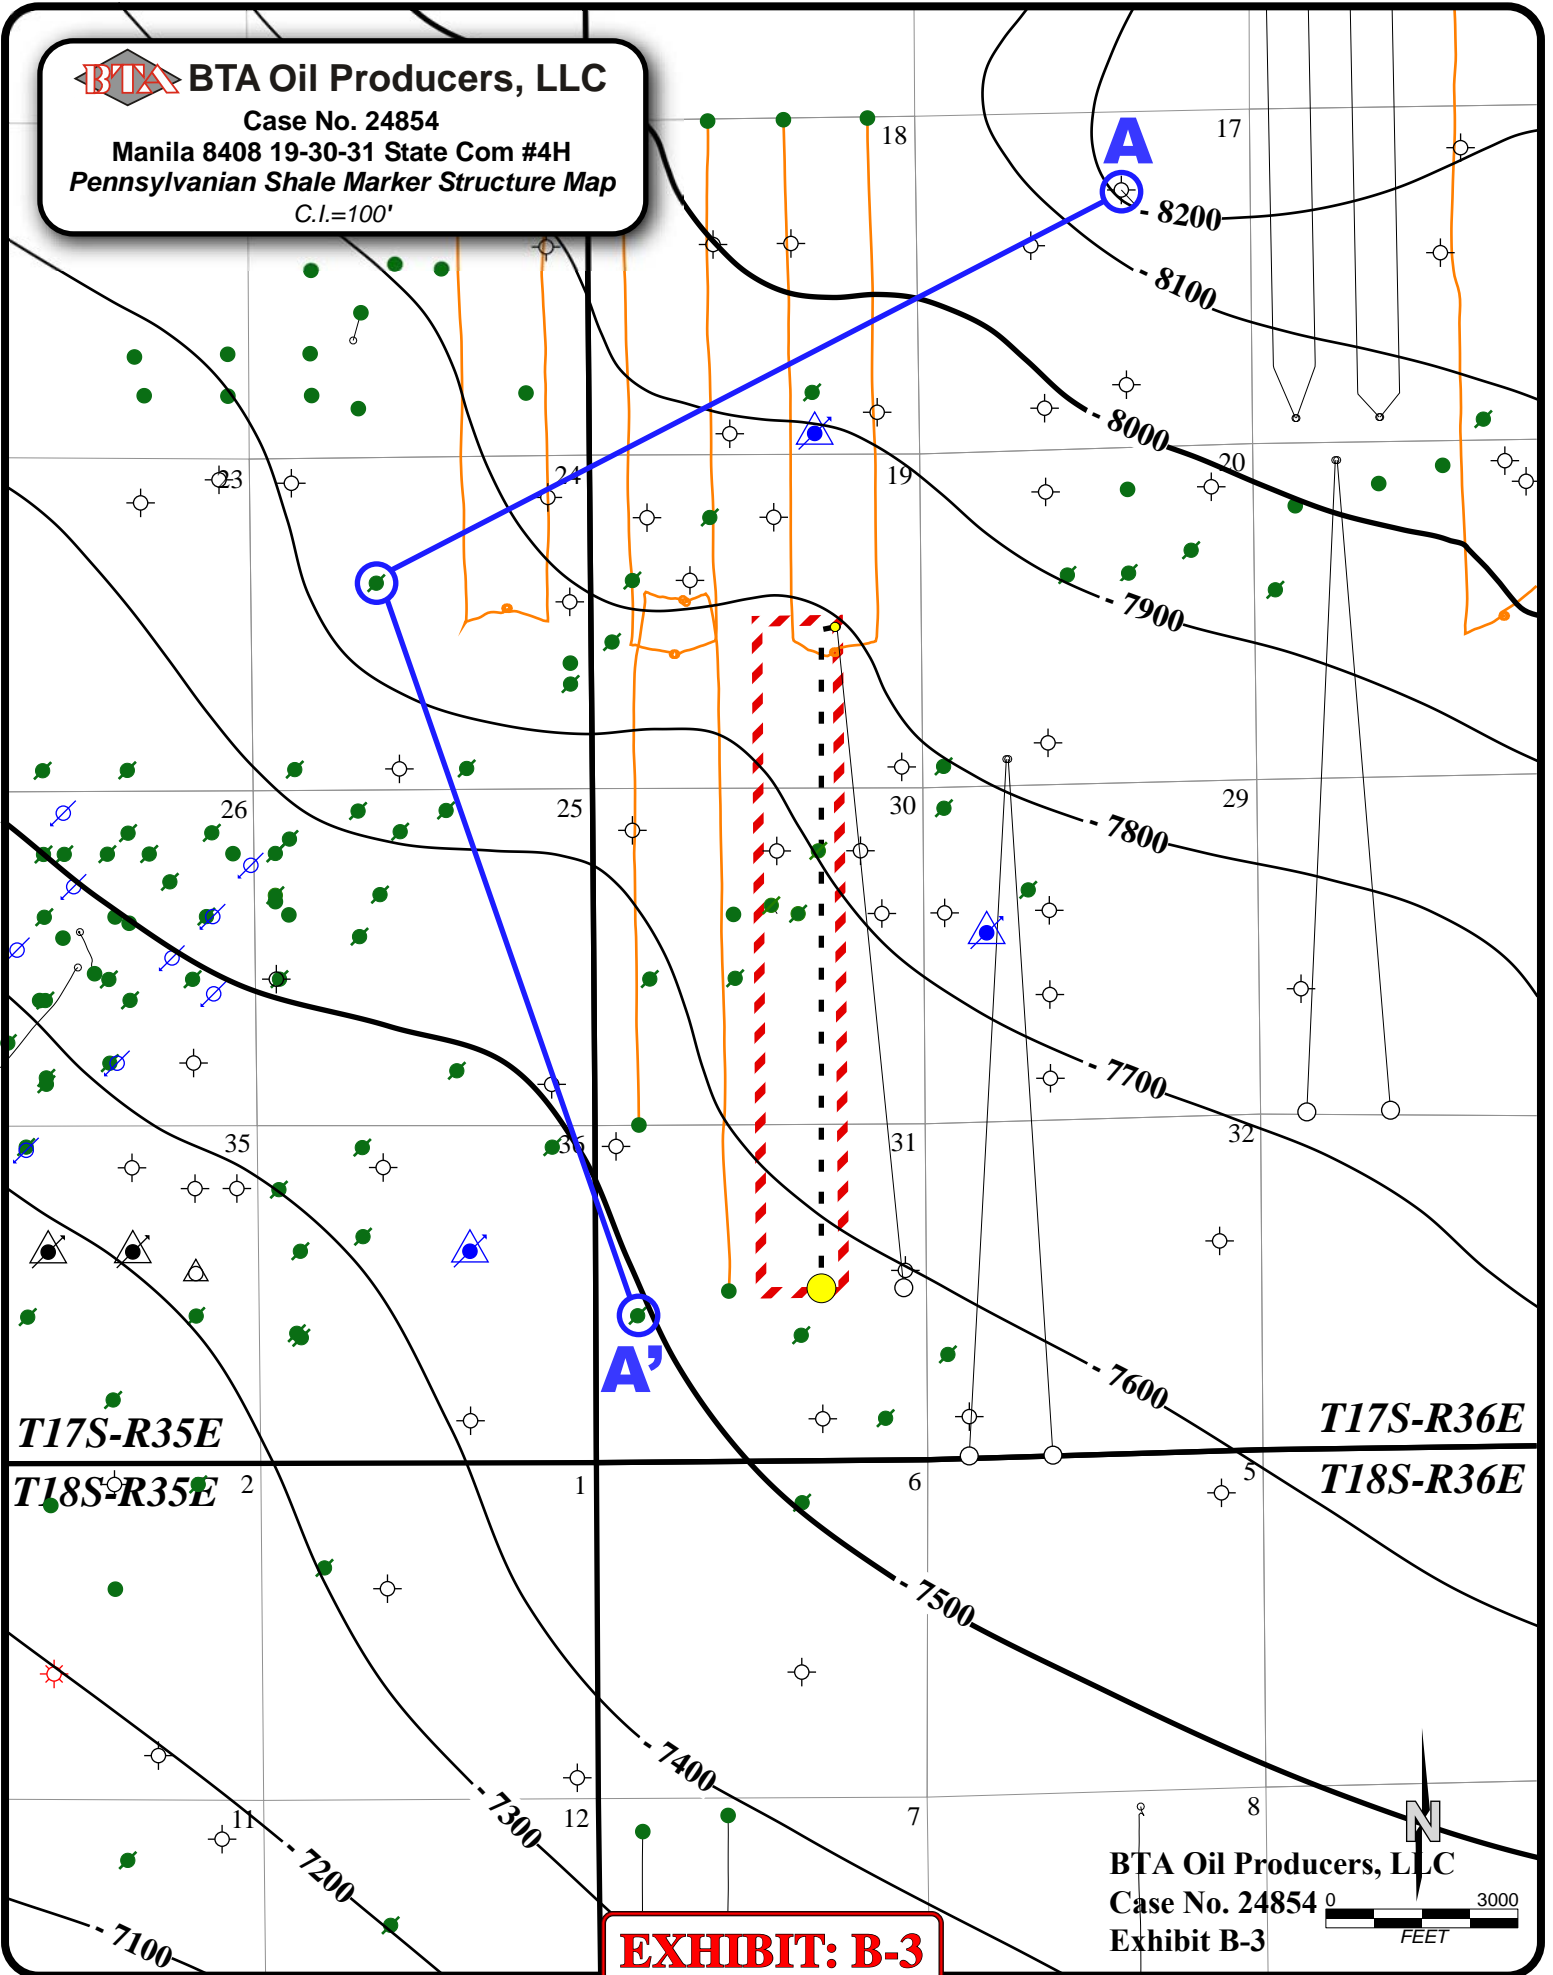 BTA BTA Oil Producers, LLC
Case No. 24854
Manila 8408 19-30-31 State Com #4H
Pennsylvanian Shale Marker Structure Map
C.I.=100'
18
17
A
- 8200
- 8100
- 8000
23
24
19
20
- 7900
26
25
30
29
- 7800
- 7700
35
36
31
32
A'
- 7600
T17S-R35E
T17S-R36E
T18S-R35E
T18S-R36E
2
1
6
5
- 7500
- 7400
- 7300
- 7200
- 7100
11
12
7
8
N
BTA Oil Producers, LLC
Case No. 24854
Exhibit B-3
0 3000
FEET
EXHIBIT: B-3